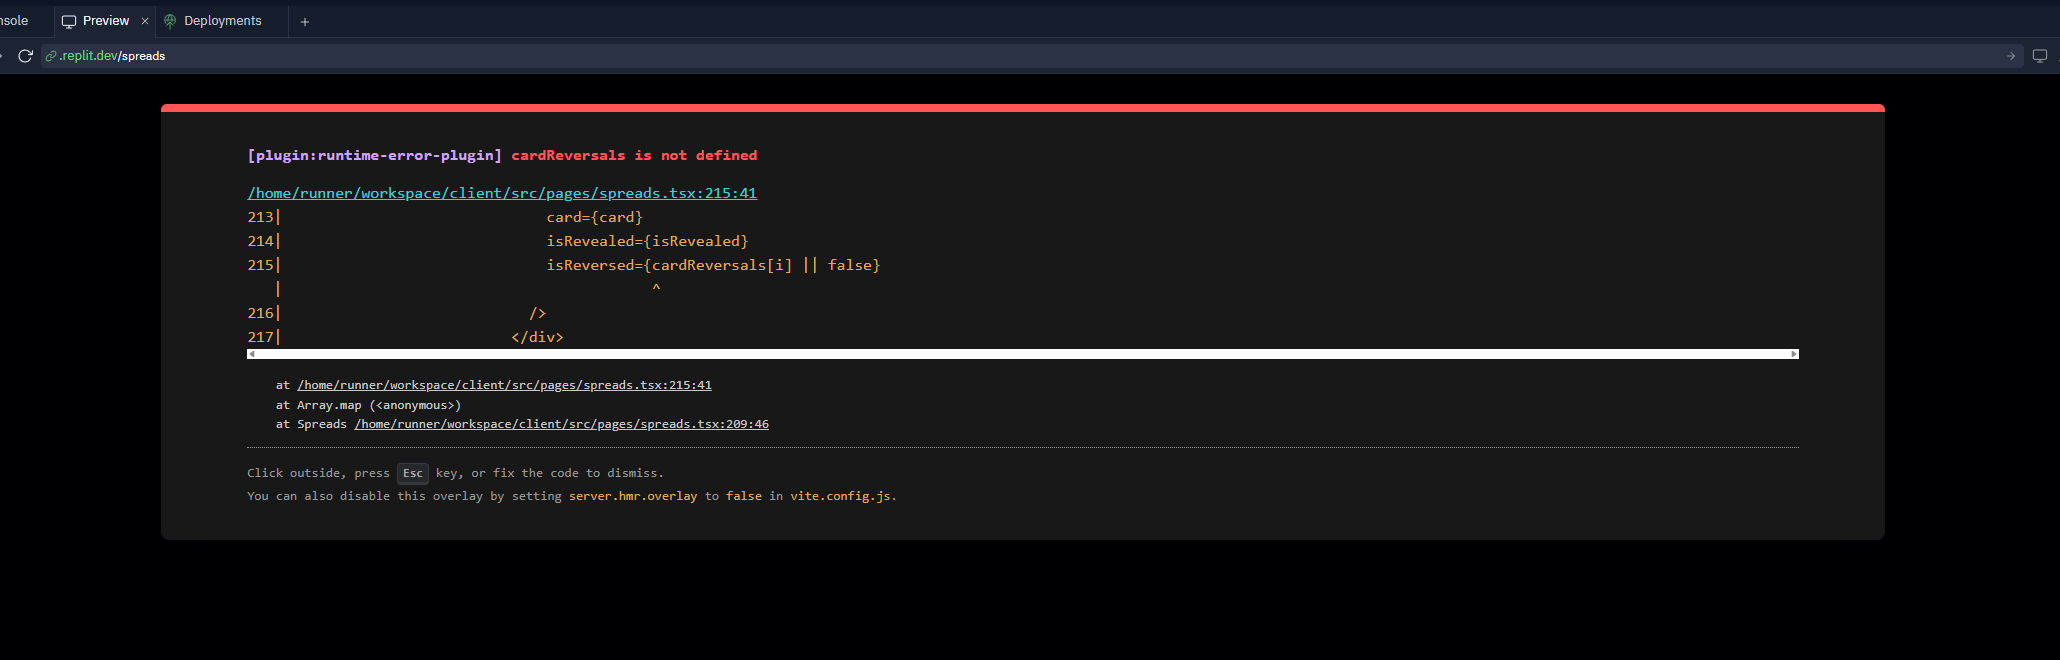 nsole
Preview
Deployments
.replit.dev/spreads
[plugin:runtime-error-plugin] cardReversals is not defined
/home/runner/workspace/client/src/pages/spreads.tsx:215:41
213|                               card={card}
214|                               isRevealed={isRevealed}
215|                               isReversed={cardReversals[i] || false}
   |                                           ^
216|                             />
217|                           </div>
at /home/runner/workspace/client/src/pages/spreads.tsx:215:41
at Array.map (<anonymous>)
at Spreads /home/runner/workspace/client/src/pages/spreads.tsx:209:46
Click outside, press Esc key, or fix the code to dismiss.
You can also disable this overlay by setting server.hmr.overlay to false in vite.config.js.